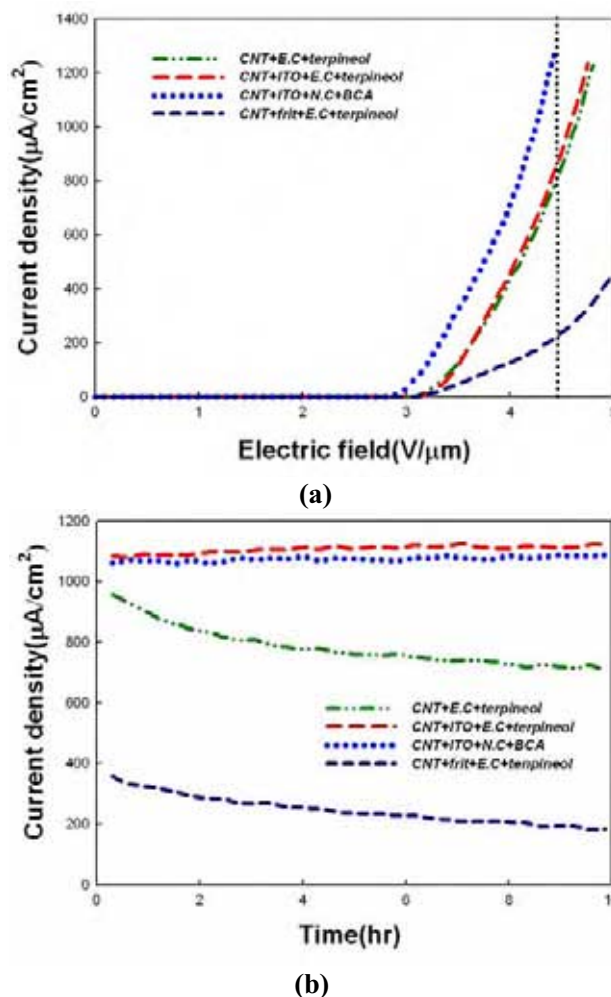 1400
1200
1000
800
600
400
200
0
Current density(μA/cm²)
CNT+E.C+terpineol
CNT+ITO+E.C+terpineol
CNT+ITO+N.C+BCA
CNT+frit+E.C+terpineol
0 1 2 3 4 5
Electric field(V/μm)
(a)
1200
1000
800
600
400
200
0
Current density(μA/cm²)
CNT+E.C+terpineol
CNT+ITO+E.C+terpineol
CNT+ITO+N.C+BCA
CNT+frit+E.C+tenpineol
0 2 4 6 8 1
Time(hr)
(b)